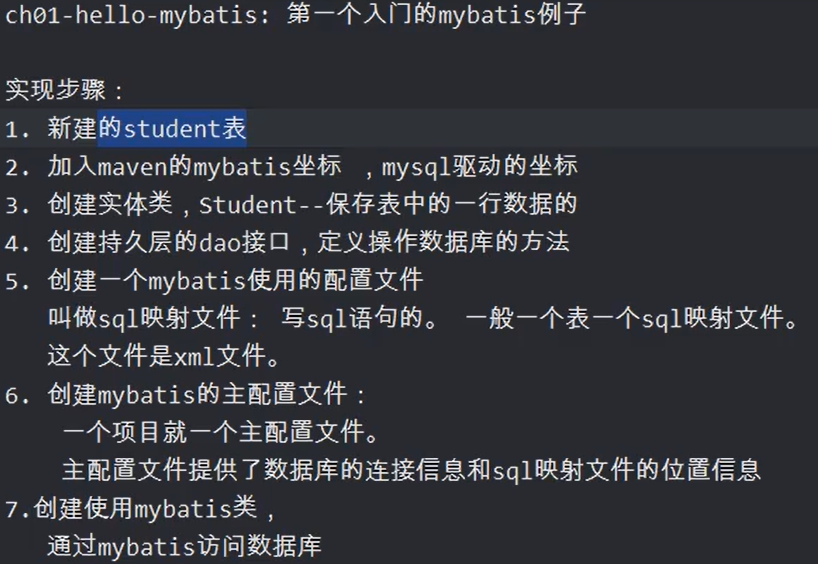 ch01-hello-mybatis: 第一个入门的mybatis例子
实现步骤：
1. 新建的student表
2. 加入maven的mybatis坐标 ，mysql驱动的坐标
3. 创建实体类，Student--保存表中的一行数据的
4. 创建持久层的dao接口，定义操作数据库的方法
5. 创建一个mybatis使用的配置文件
叫做sql映射文件： 写sql语句的。 一般一个表一个sql映射文件。
这个文件是xml文件。
6. 创建mybatis的主配置文件：
一个项目就一个主配置文件。
主配置文件提供了数据库的连接信息和sql映射文件的位置信息
7.创建使用mybatis类，
通过mybatis访问数据库